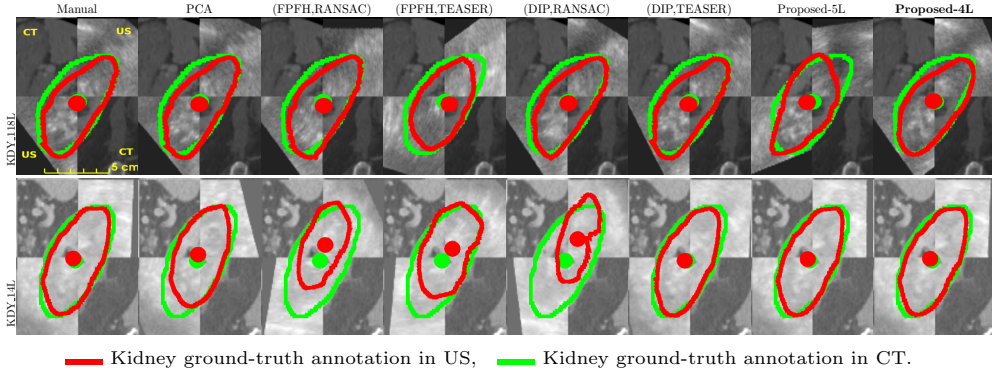 Manual PCA (FPFH,RANSAC) (FPFH,TEASER) (DIP,RANSAC) (DIP,TEASER) Proposed-5L Proposed-4L
CT US
KDY_118L
US CT
5 cm
KDY_14L
Kidney ground-truth annotation in US, Kidney ground-truth annotation in CT.